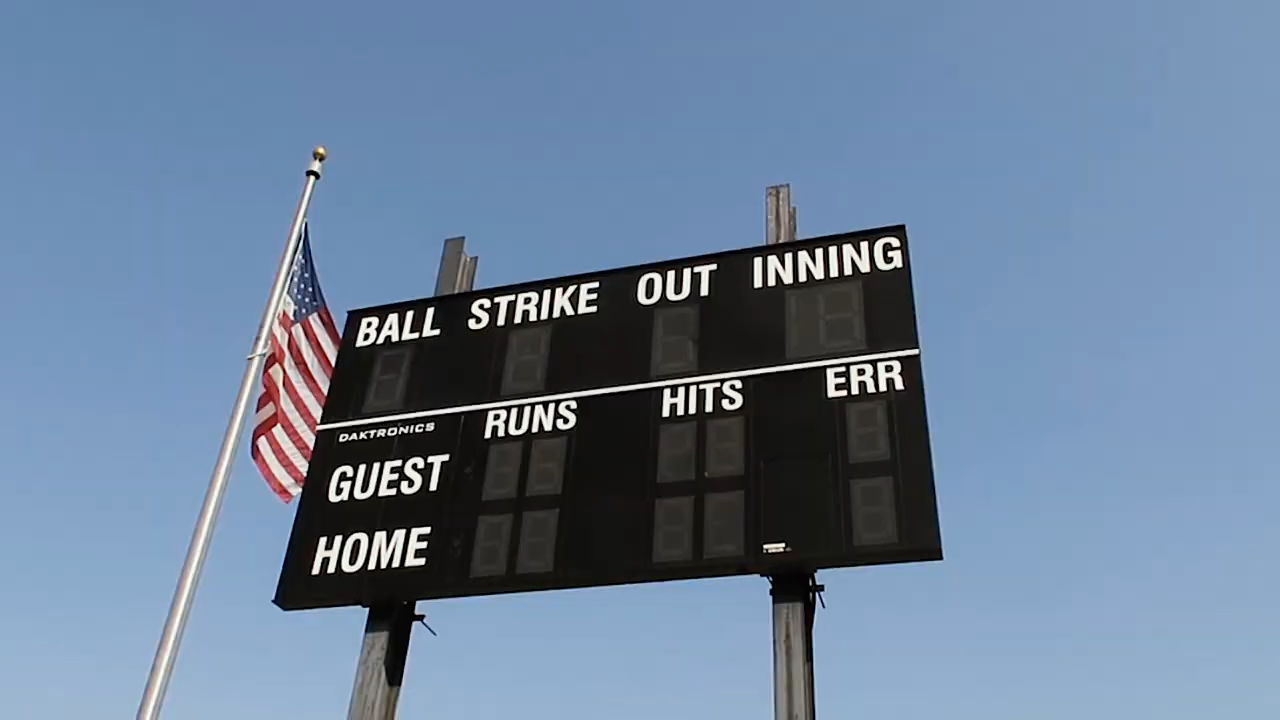 BALL STRIKE OUT INNING
DAKTRONICS RUNS HITS ERR
GUEST
HOME